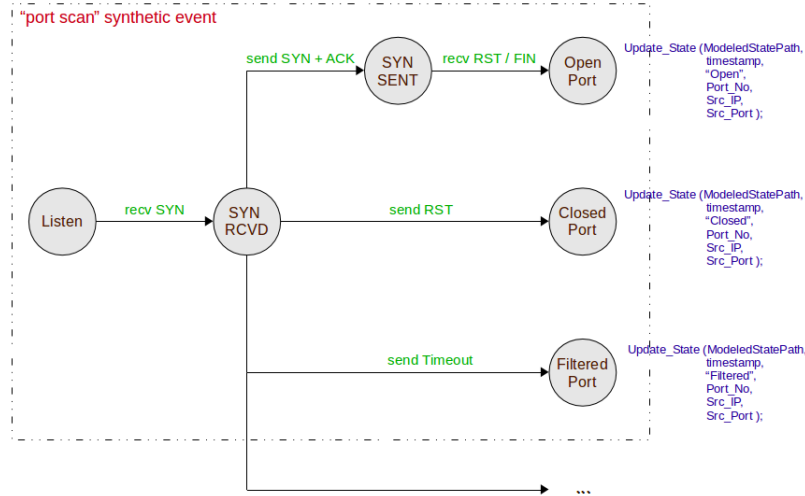 “port scan” synthetic event
send SYN + ACK
SYN
SENT
recv RST / FIN
Open
Port
Update_State (ModeledStatePath,
timestamp,
“Open”,
Port_No,
Src_IP,
Src_Port );
Listen
recv SYN
SYN
RCVD
send RST
Closed
Port
Update_State (ModeledStatePath,
timestamp,
“Closed”,
Port_No,
Src_IP,
Src_Port );
send Timeout
Filtered
Port
Update_State (ModeledStatePath,
timestamp,
“Filtered”,
Port_No,
Src_IP,
Src_Port );
...